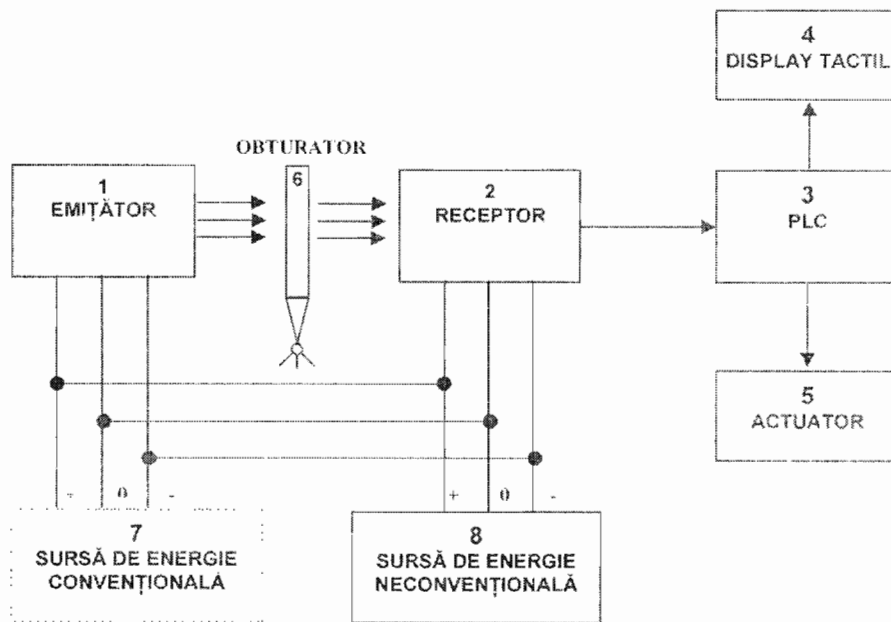 4
DISPLAY TACTIL
OBTURATOR
1
EMIȚĂTOR
6
2
RECEPTOR
3
PLC
5
ACTUATOR
+ 0 -
+ 0 -
7
SURSĂ DE ENERGIE
CONVENȚIONALĂ
8
SURSĂ DE ENERGIE
NECONVENȚIONALĂ